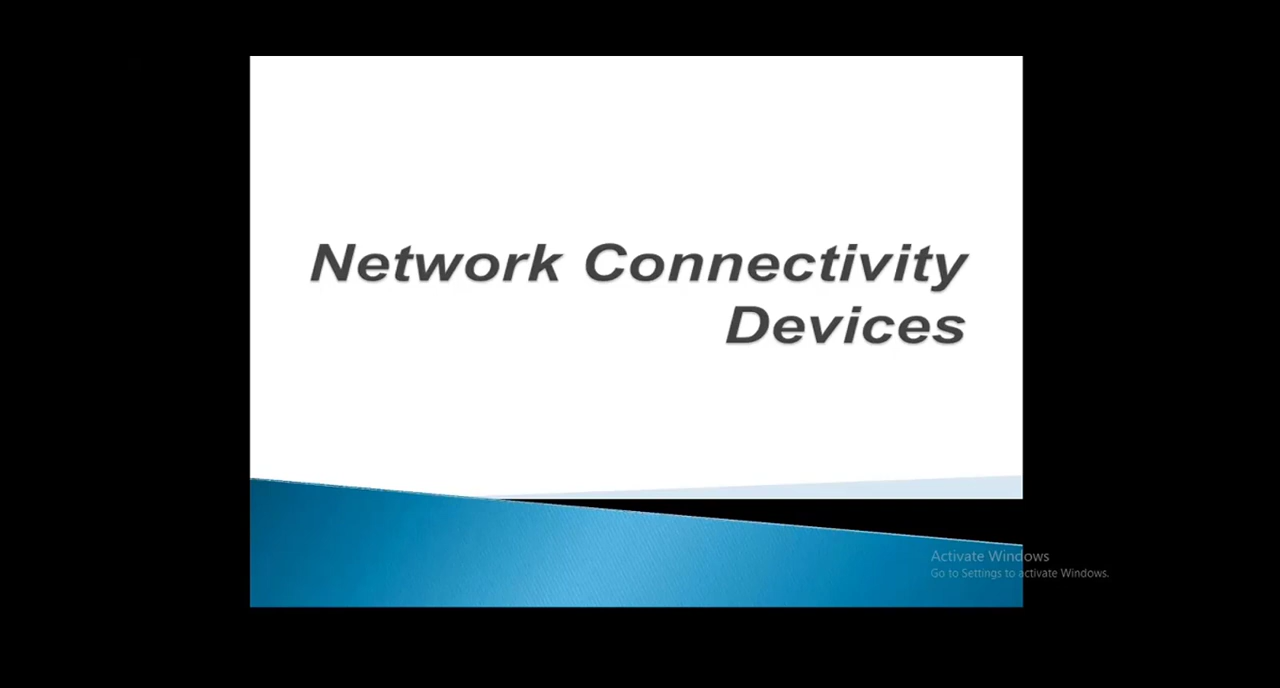 Network Connectivity
Devices
Activate Windows
Go to Settings to activate Windows.